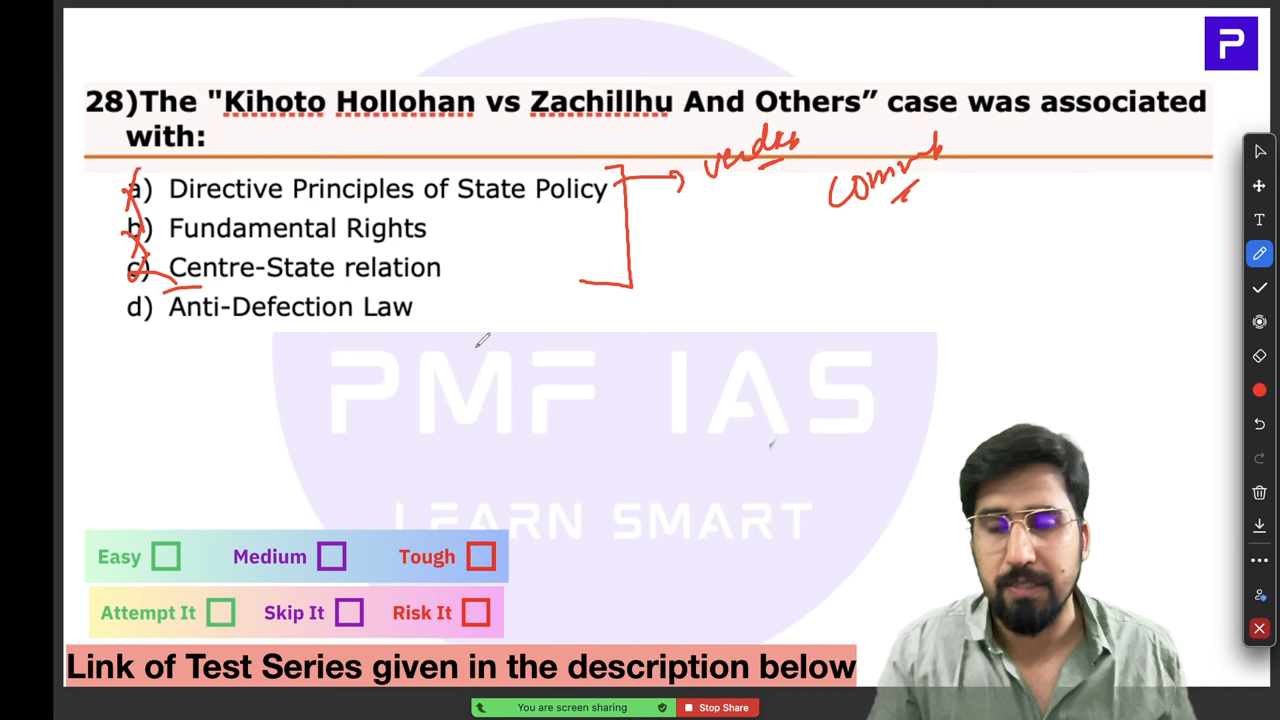 P
28)The "Kihoto Hollohan vs Zachillhu And Others” case was associated
with:
a) Directive Principles of State Policy
b) Fundamental Rights
c) Centre-State relation
d) Anti-Defection Law
PMF IAS
LEARN SMART
Easy Medium Tough
Attempt It Skip It Risk It
Link of Test Series given in the description below
You are screen sharing Stop Share
T